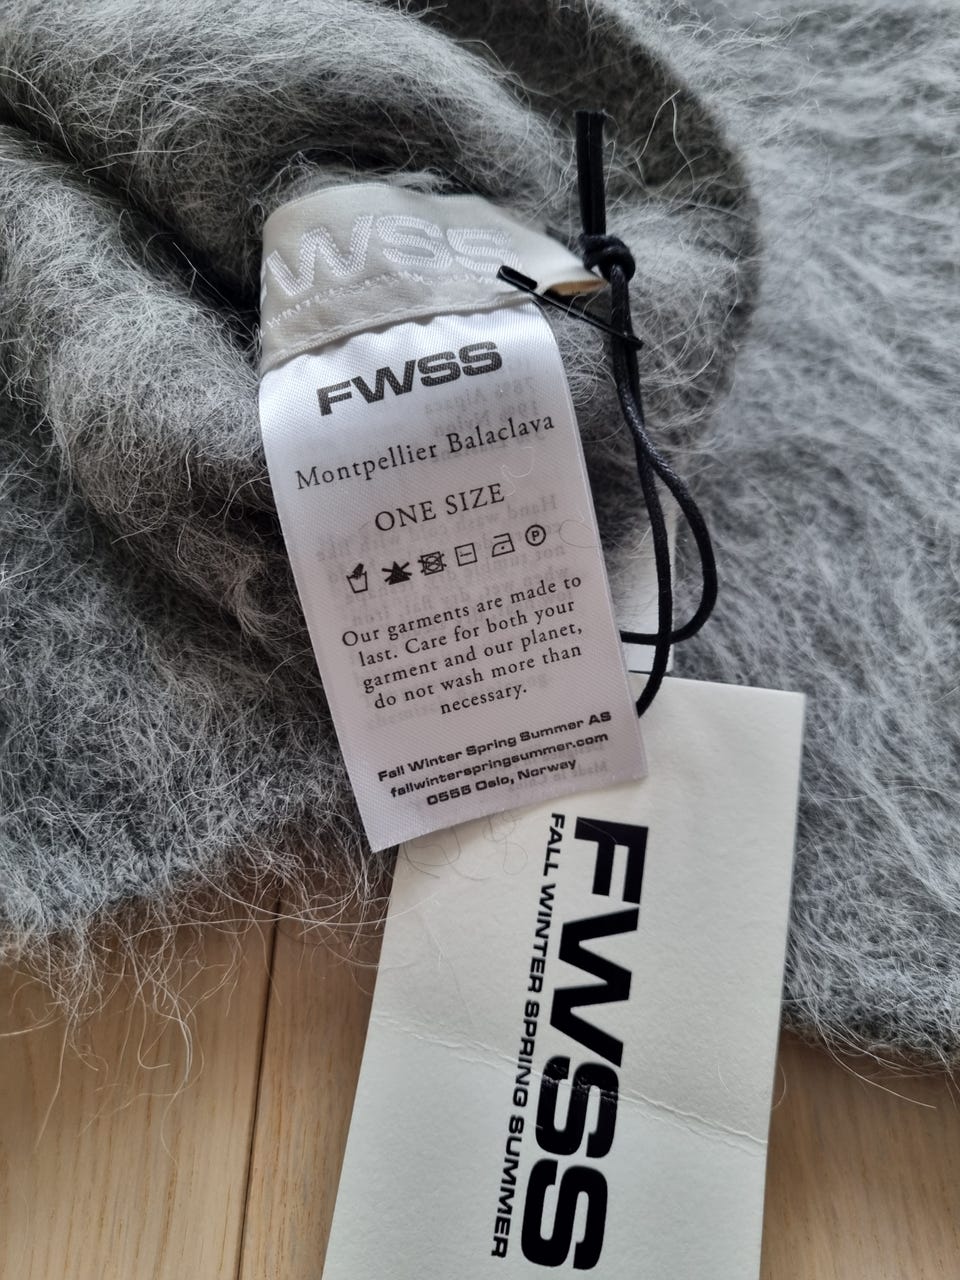 WSS
FWSS
Montpellier Balaclava
ONE SIZE
P
Our garments are made to
last. Care for both your
garment and our planet,
do not wash more than
necessary.
Fall Winter Spring Summer AS
fallwinterspringsummer.com
0555 Oslo, Norway
FWSS
FALL WINTER SPRING SUMMER